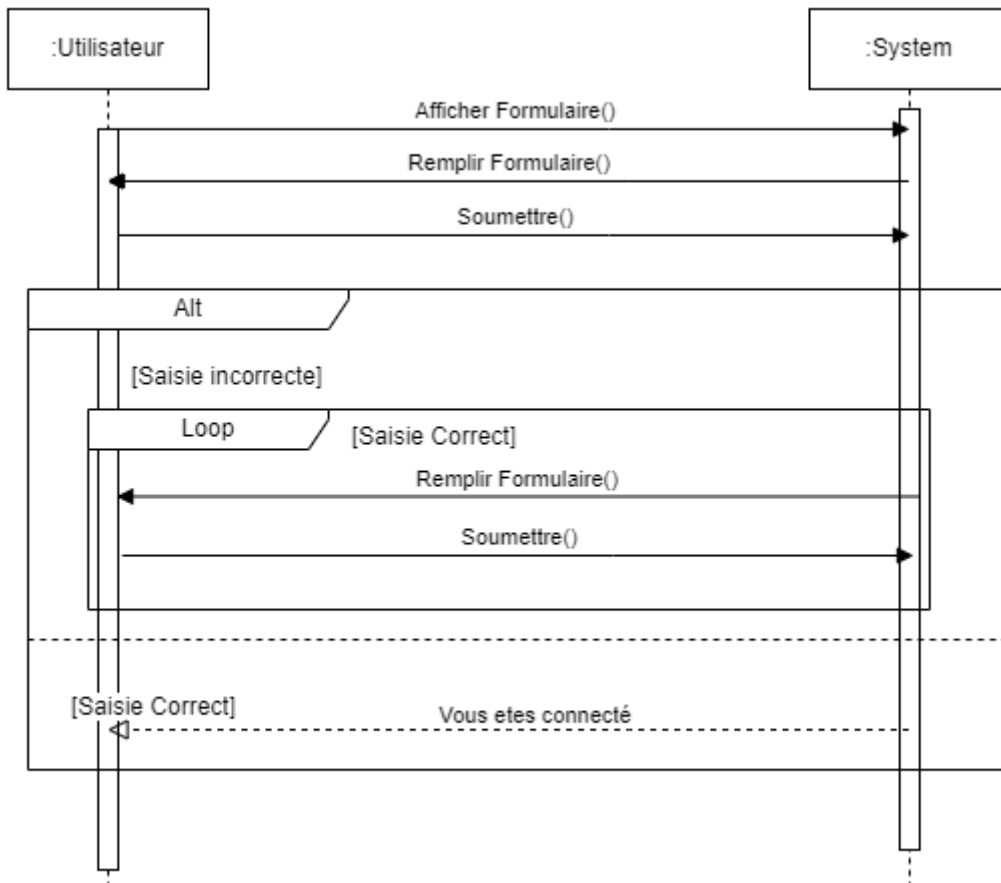 :Utilisateur
:System
Afficher Formulaire()
Remplir Formulaire()
Soumettre()
Alt
[Saisie incorrecte]
Loop
[Saisie Correct]
Remplir Formulaire()
Soumettre()
[Saisie Correct]
Vous etes connecté